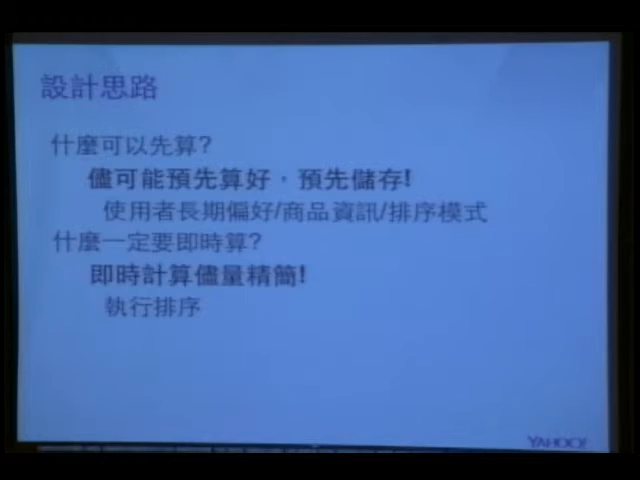 設計思路
什麼可以先算?
儘可能預先算好，預先儲存!
使用者長期偏好/商品資訊/排序模式
什麼一定要即時算?
即時計算儘量精簡!
執行排序
YAHOO!